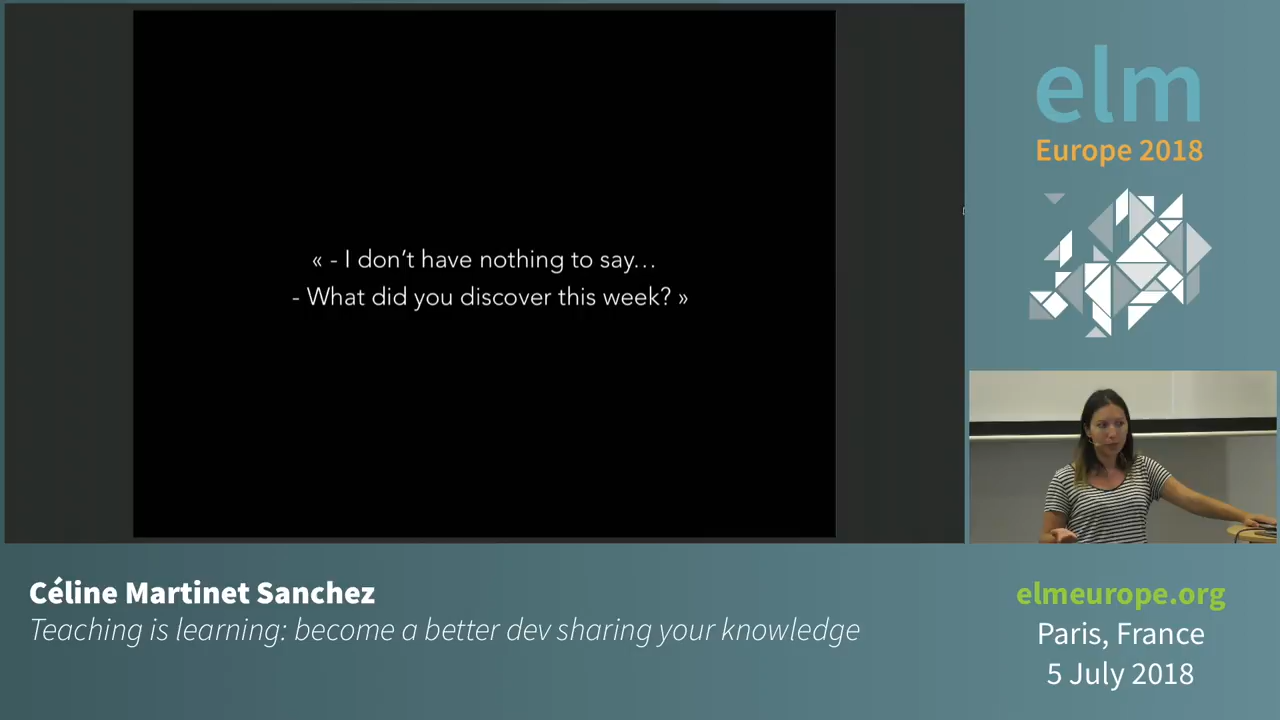 « - I don’t have nothing to say…
- What did you discover this week? »
elm
Europe 2018
Céline Martinet Sanchez
Teaching is learning: become a better dev sharing your knowledge
elmeurope.org
Paris, France
5 July 2018